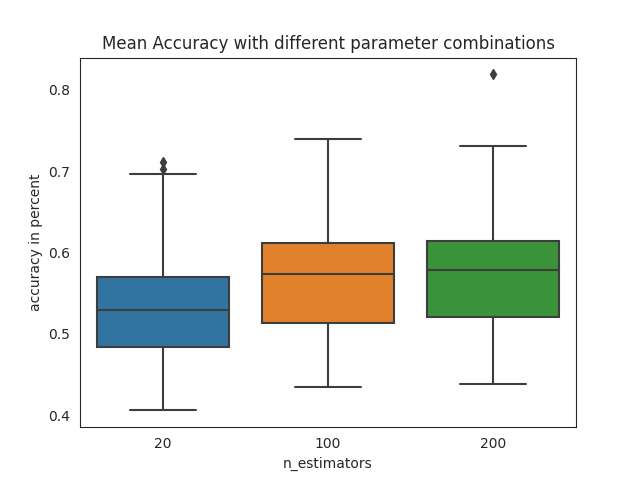 Mean Accuracy with different parameter combinations
0.8
0.7
0.6
0.5
0.4
accuracy in percent
20 100 200
n_estimators